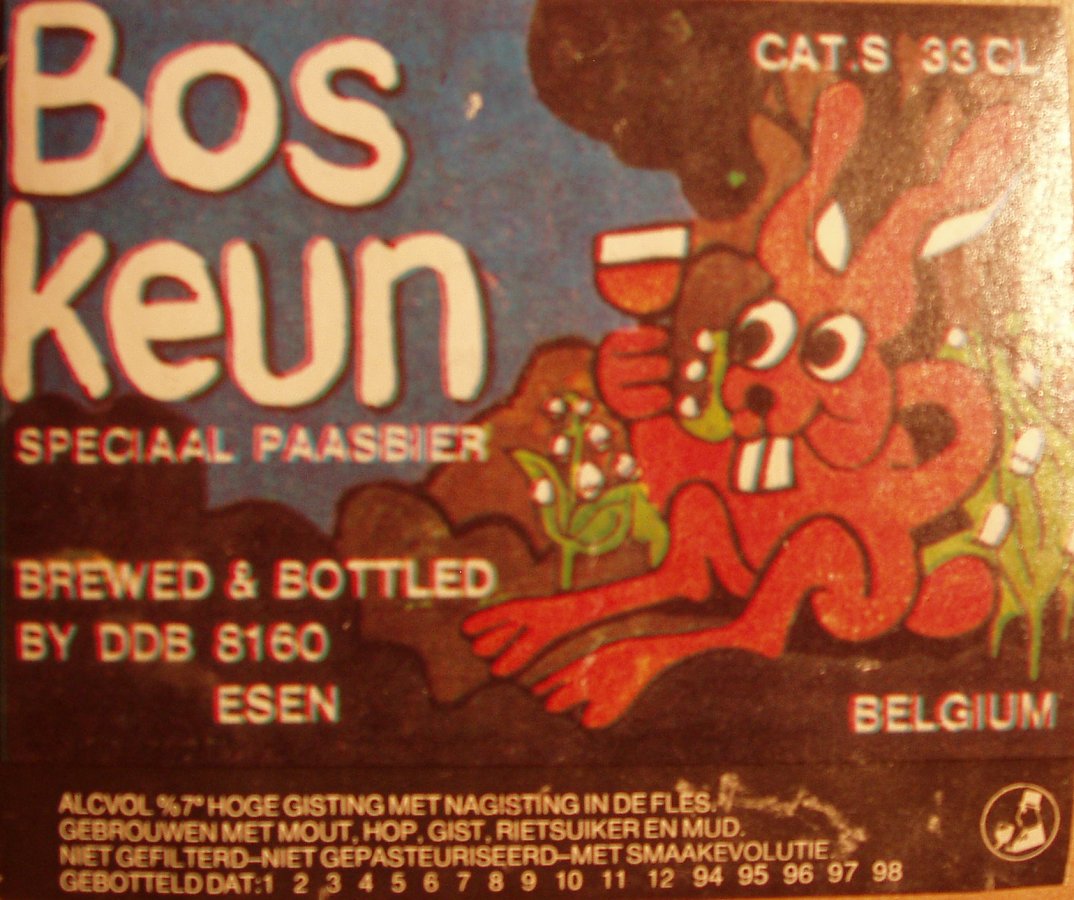 Bos
keun
CAT.S 33 CL
SPECIAAL PAASBIER
BREWED & BOTTLED
BY DDB 8160
ESEN
BELGIUM
ALCVOL %7° HOGE GISTING MET NAGISTING IN DE FLES.
GEBROUWEN MET MOUT, HOP, GIST, RIETSUIKER EN MUD.
NIET GEFILTERD–NIET GEPASTEURISEERD–MET SMAAKEVOLUTIE.
GEBOTTELD DAT:1 2 3 4 5 6 7 8 9 10 11 12 94 95 96 97 98